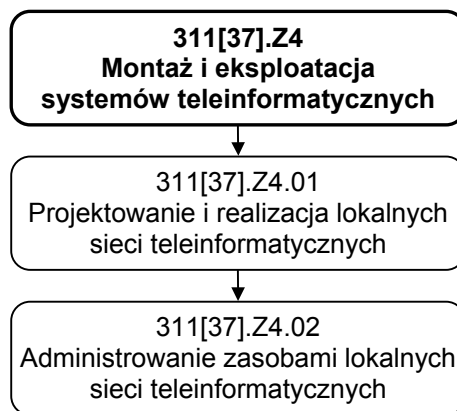 311[37].Z4
Montaż i eksploatacja
systemów teleinformatycznych
311[37].Z4.01
Projektowanie i realizacja lokalnych
sieci teleinformatycznych
311[37].Z4.02
Administrowanie zasobami lokalnych
sieci teleinformatycznych